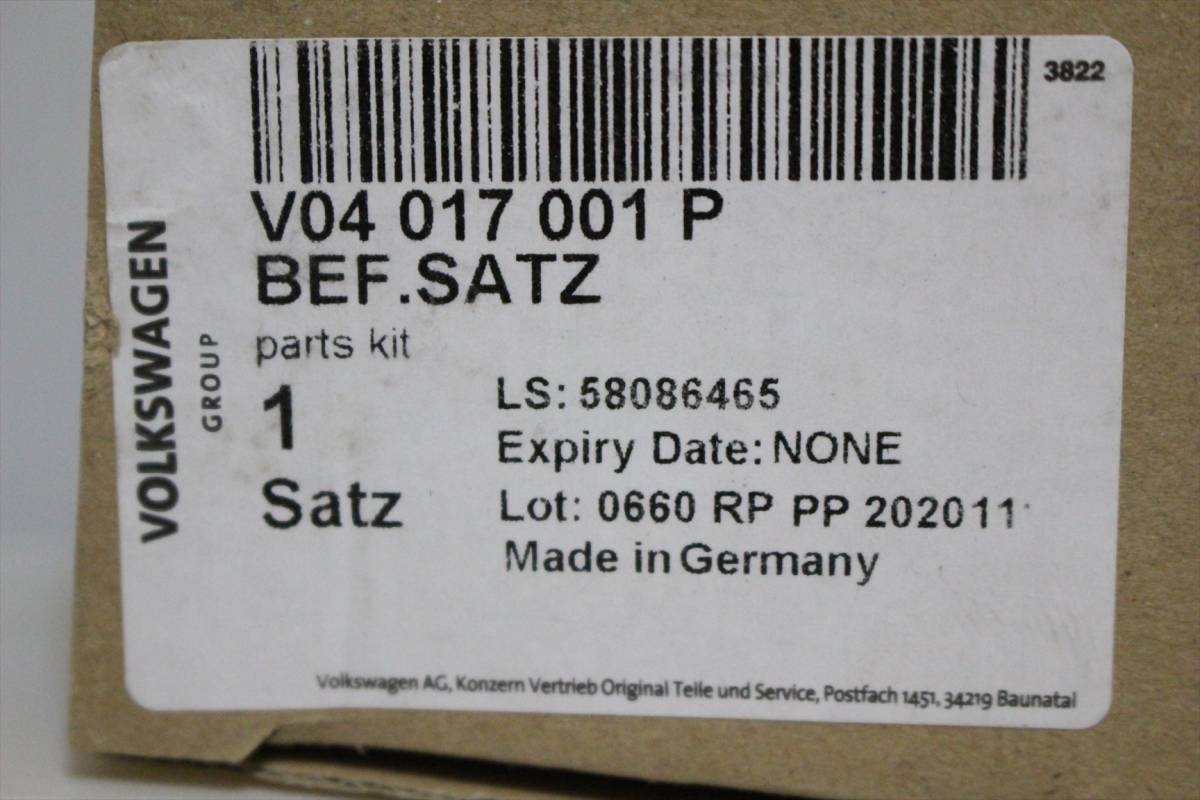 3822
V04 017 001 P
BEF.SATZ
parts kit
1
Satz
LS: 58086465
Expiry Date: NONE
Lot: 0660 RP PP 202011
Made in Germany
VOLKSWAGEN
GROUP
Volkswagen AG, Konzern Vertrieb Original Teile und Service, Postfach 1451, 34219 Baunatal